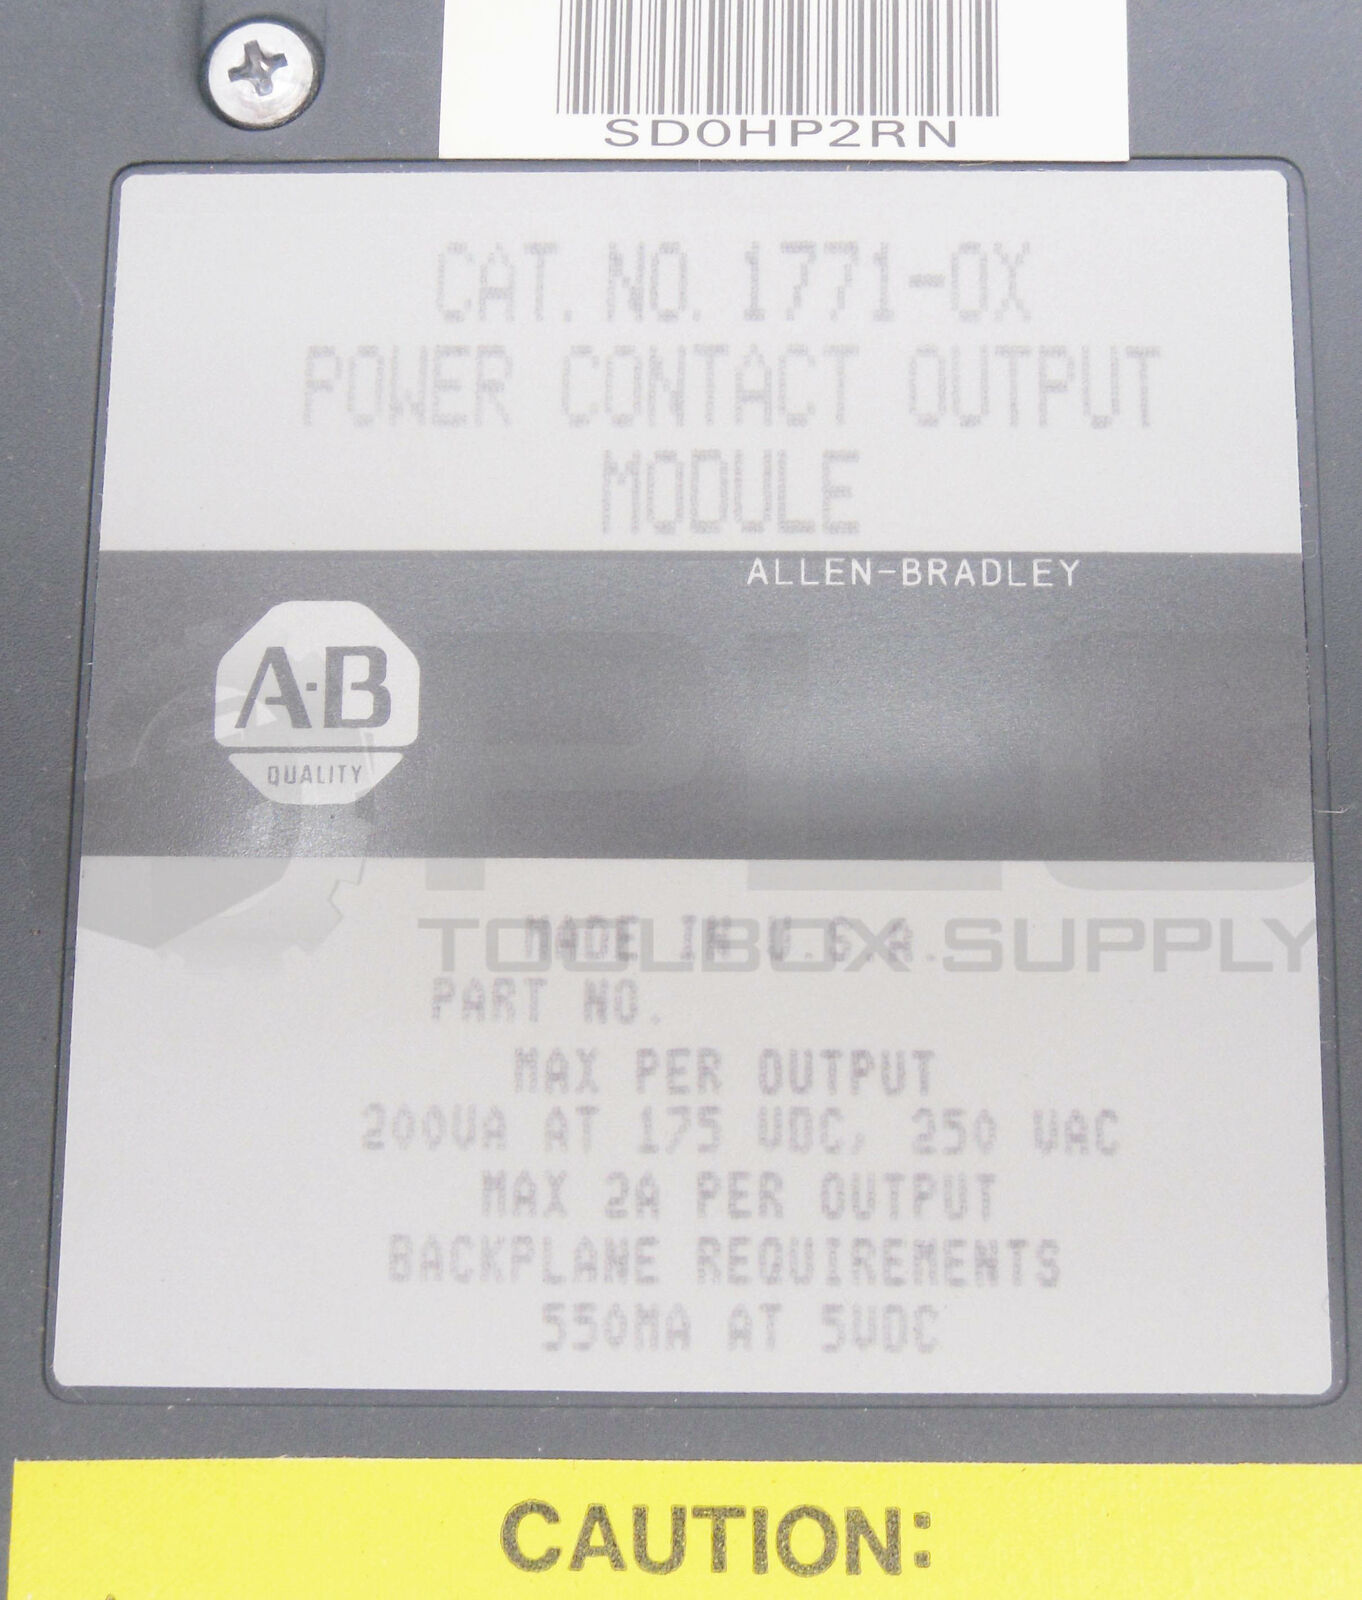 SD0HP2RN
CAT. NO. 1771-OX
POWER CONTACT OUTPUT
MODULE
ALLEN-BRADLEY
A·B
QUALITY
PLC
TOOLBOX SUPPLY
MADE IN U.S.A.
PART NO.
MAX PER OUTPUT
200VA AT 175 VDC, 250 VAC
MAX 2A PER OUTPUT
BACKPLANE REQUIREMENTS
550MA AT 5VDC
CAUTION: